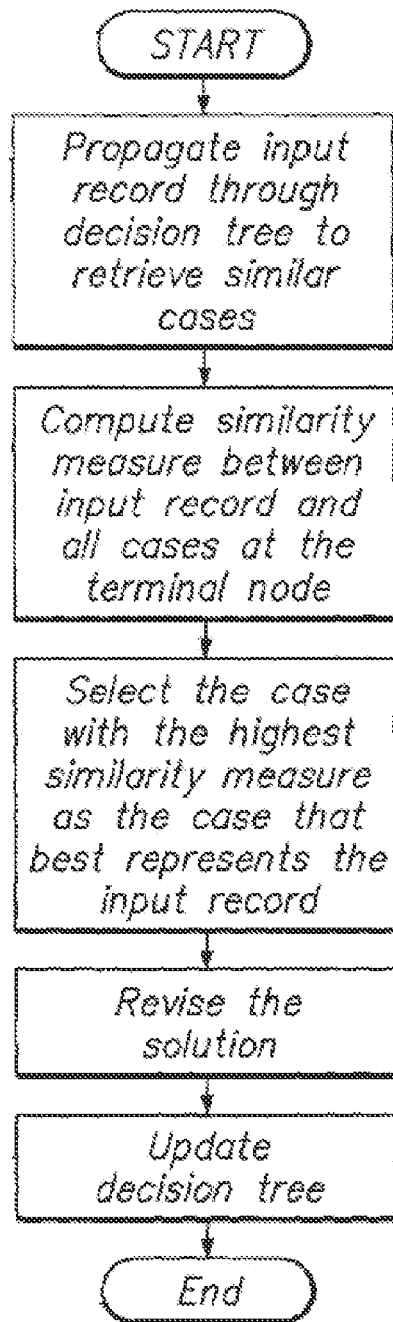 START
Propagate input
record through
decision tree to
retrieve similar
cases
Compute similarity
measure between
input record and
all cases at the
terminal node
Select the case
with the highest
similarity measure
as the case that
best represents the
input record
Revise the
solution
Update
decision tree
End